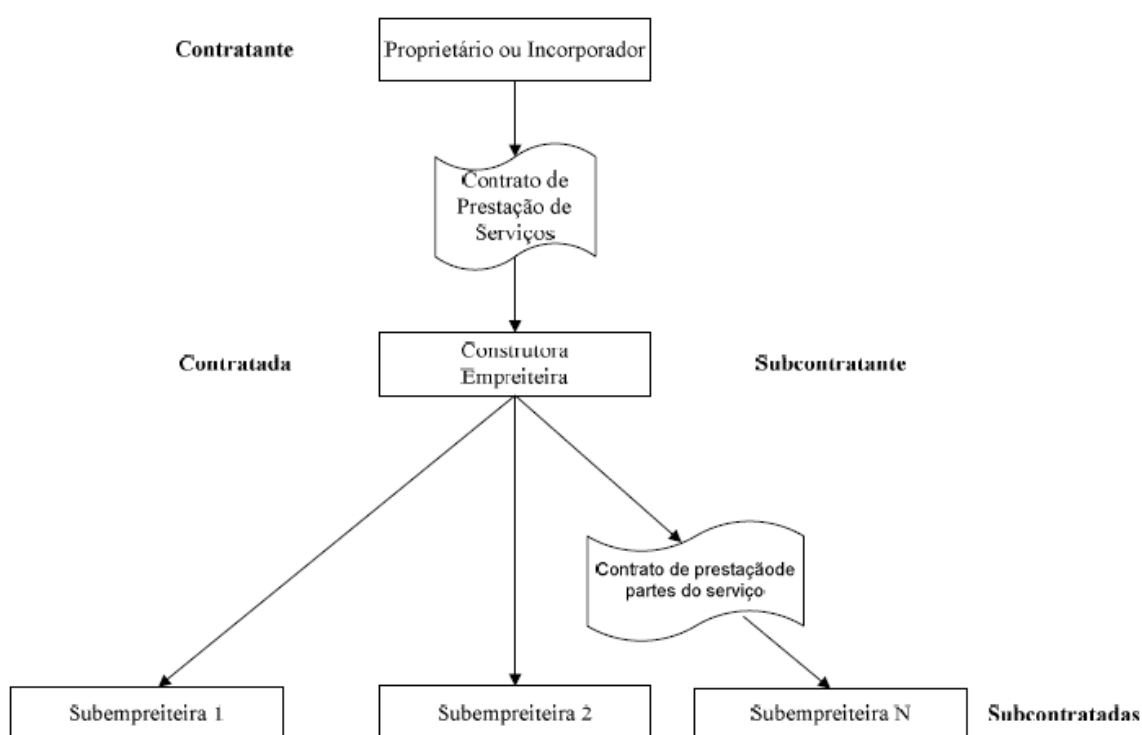 Contratante
Proprietário ou Incorporador
Contrato de
Prestação de
Serviços
Contratada
Construtora
Empreiteira
Subcontratante
Contrato de prestaçãode
partes do serviço
Subempreiteira 1
Subempreiteira 2
Subempreiteira N
Subcontratadas